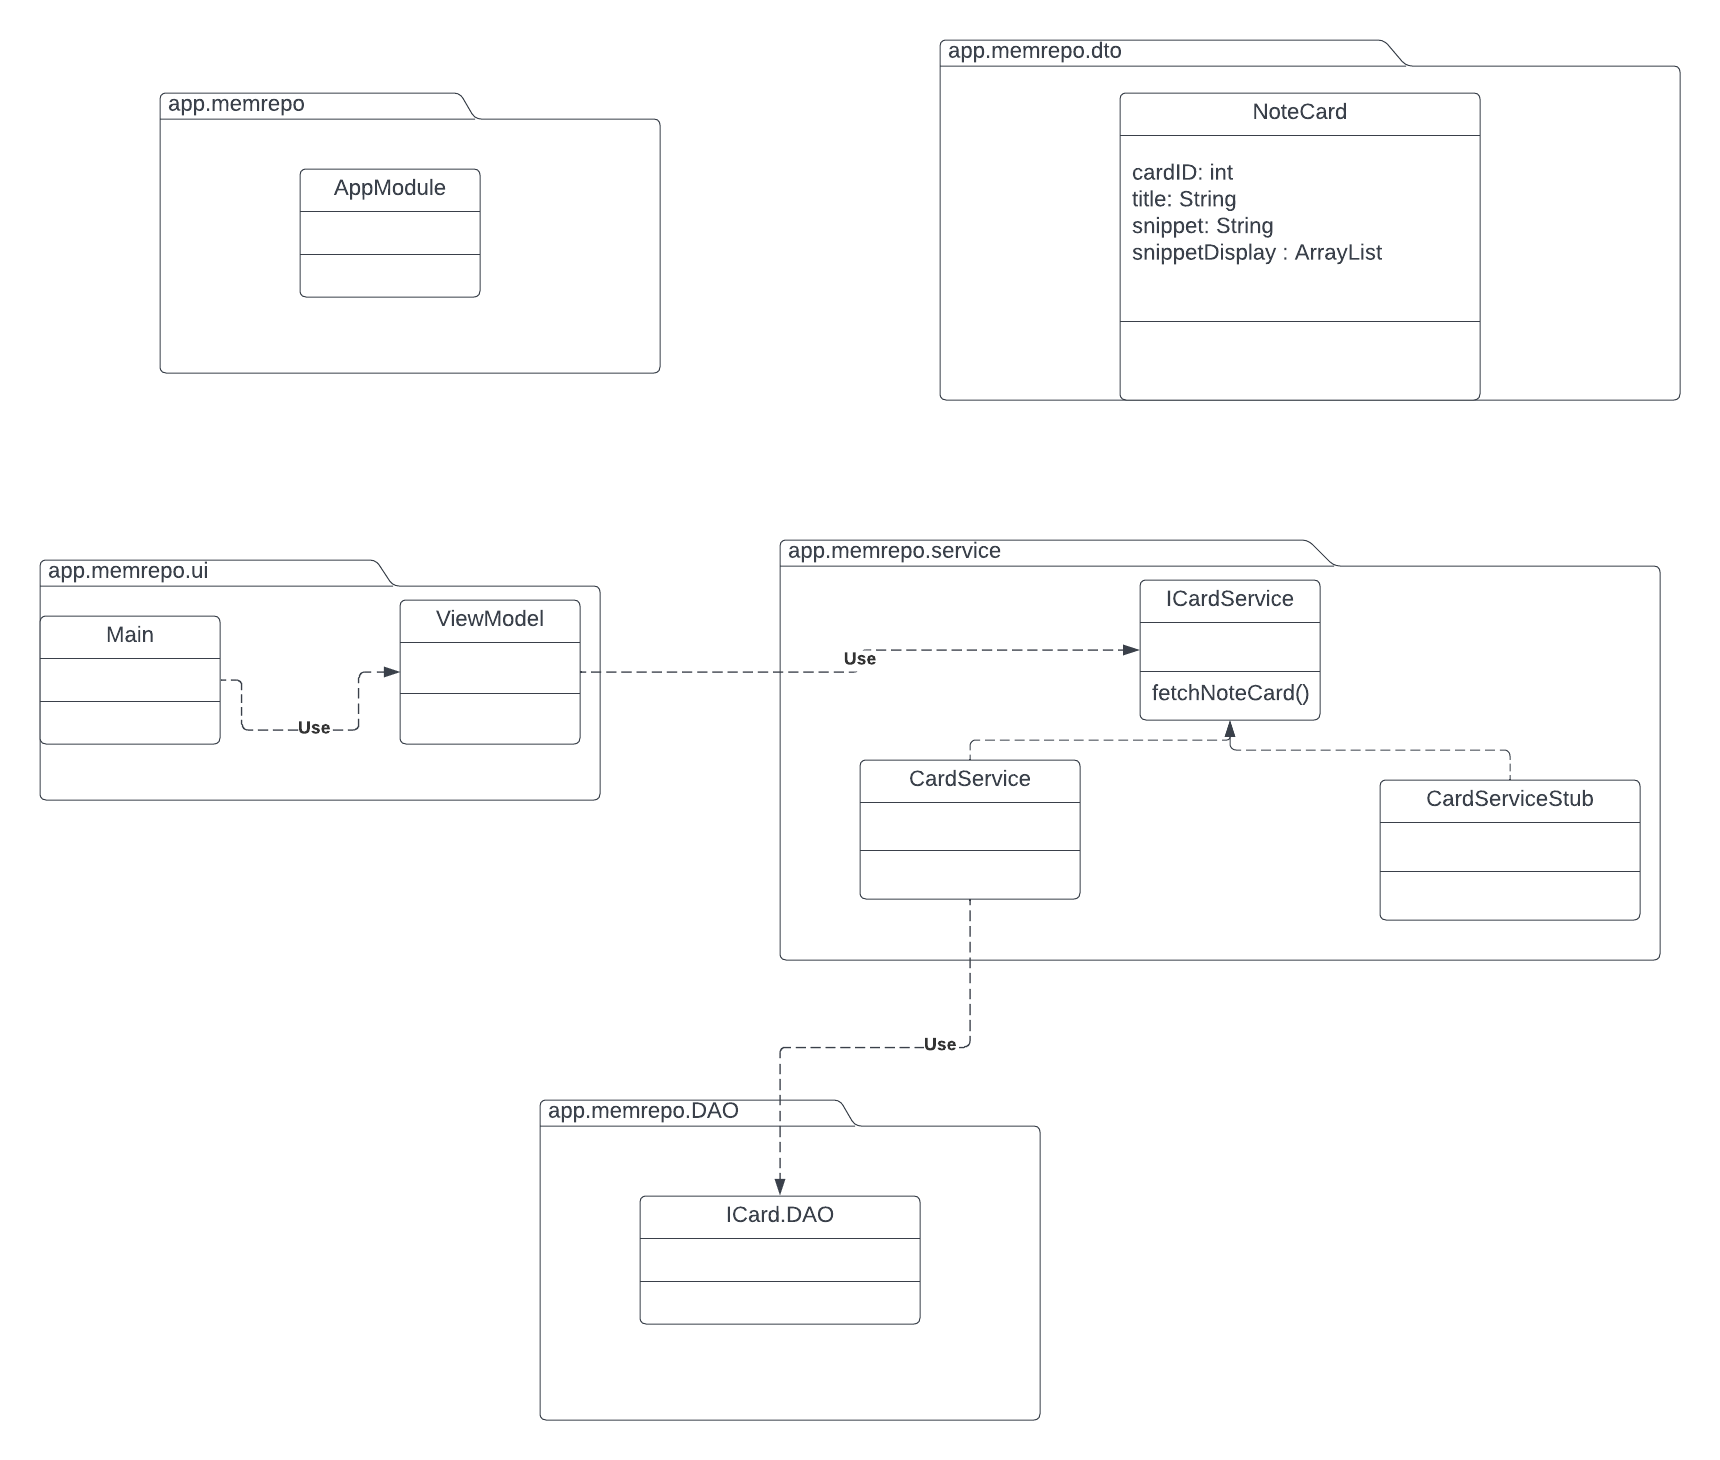 app.memrepo.dto
app.memrepo
NoteCard
AppModule
cardID: int
title: String
snippet: String
snippetDisplay : ArrayList
app.memrepo.ui
app.memrepo.service
Main
ViewModel
ICardService
Use
Use
fetchNoteCard()
CardService
CardServiceStub
Use
app.memrepo.DAO
ICard.DAO